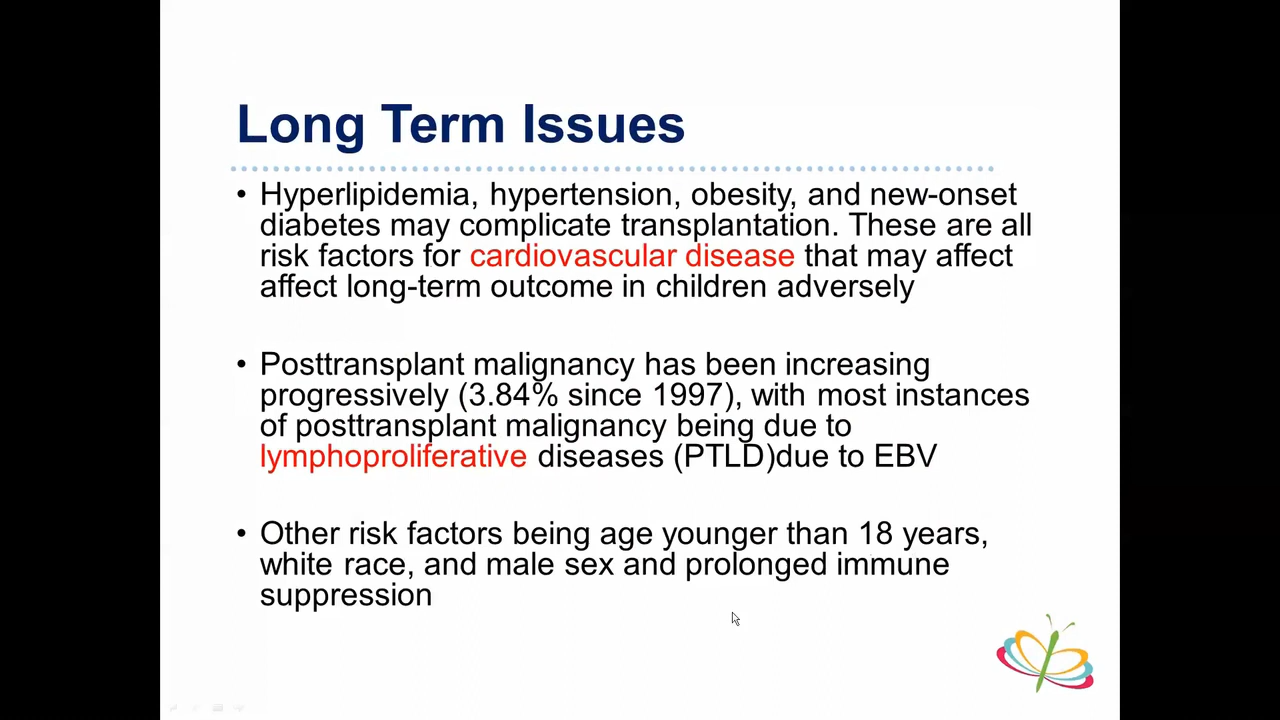 Long Term Issues
• Hyperlipidemia, hypertension, obesity, and new-onset
diabetes may complicate transplantation. These are all
risk factors for cardiovascular disease that may affect
affect long-term outcome in children adversely
• Posttransplant malignancy has been increasing
progressively (3.84% since 1997), with most instances
of posttransplant malignancy being due to
lymphoproliferative diseases (PTLD)due to EBV
• Other risk factors being age younger than 18 years,
white race, and male sex and prolonged immune
suppression